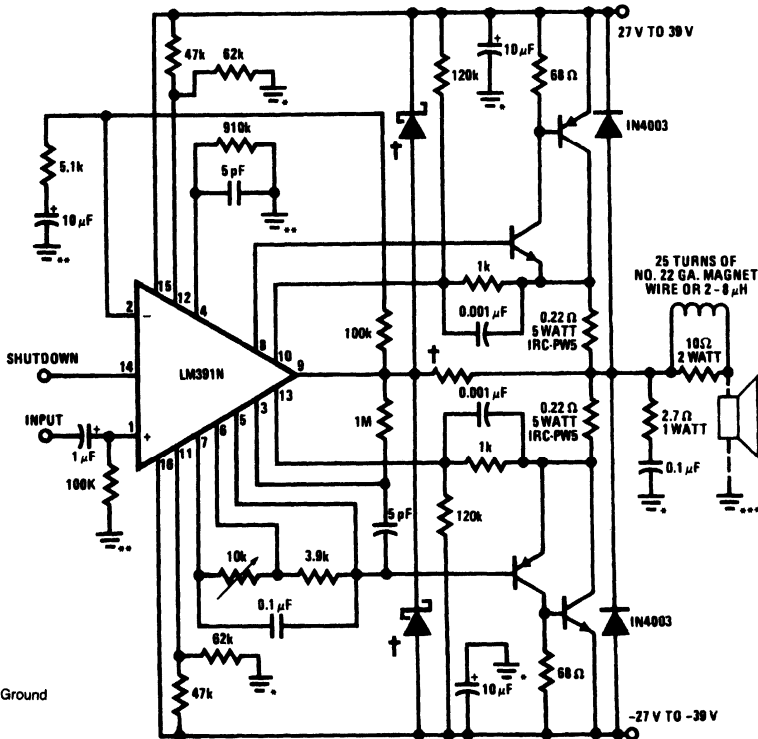 27 V TO 39 V
47k
62k
10 µF
68 Ω
120k
+
*
*
910k
IN4003
5.1k
5 pF
†
+
10 µF
**
**
25 TURNS OF
NO. 22 GA. MAGNET
WIRE OR 2 - 8 µH
15
12
4
2
−
8
1k
0.001 µF
0.22 Ω
5 WATT
IRC-PW5
100k
10
10Ω
2 WATT
SHUTDOWN
14
LM391N
9
†
13
0.001 µF
0.22 Ω
5 WATT
IRC-PW5
3
INPUT
1
+
5
1M
2.7Ω
1 WATT
6
7
1k
+
1 µF
11
16
0.1 µF
100K
120k
5 pF
*
***
**
10k
3.9k
0.1 µF
IN4003
62k
†
*
+
68 Ω
Ground
47k
*
10 µF
−27 V TO −39 V